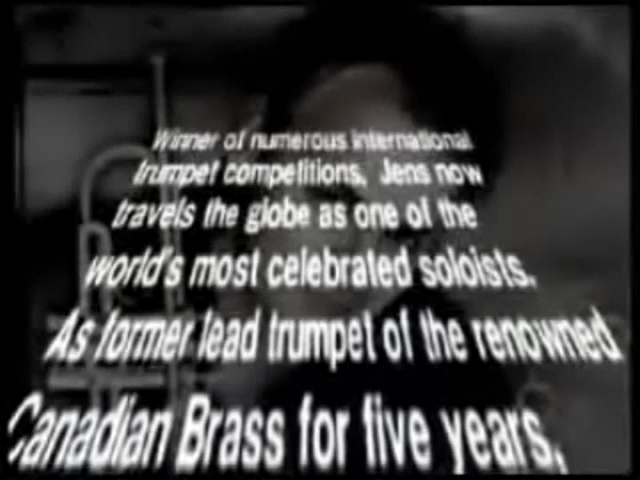 Winner of numerous international
trumpet competitions, Jens now
travels the globe as one of the
world's most celebrated soloists.
As former lead trumpet of the renowned
Canadian Brass for five years,